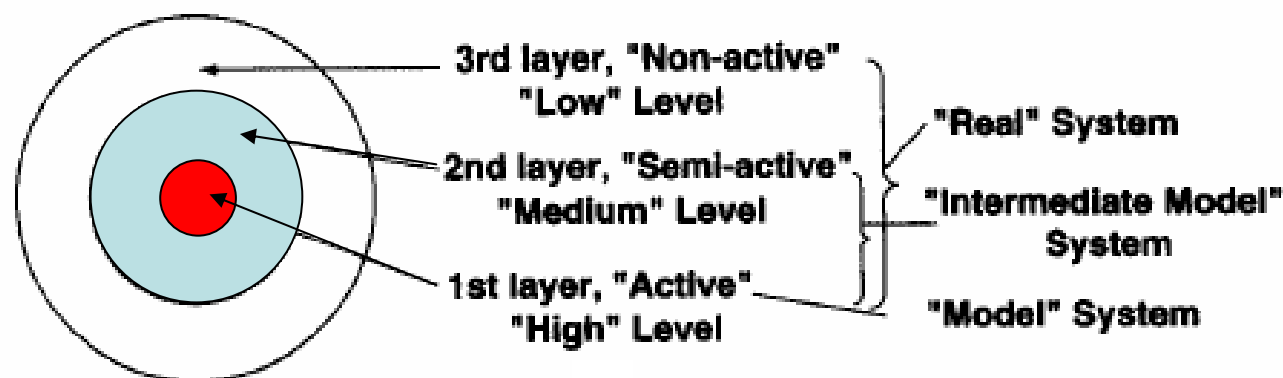 3rd layer, "Non-active"
"Low" Level
2nd layer, "Semi-active"
"Medium" Level
1st layer, "Active"
"High" Level
"Real" System
"Intermediate Model"
System
"Model" System